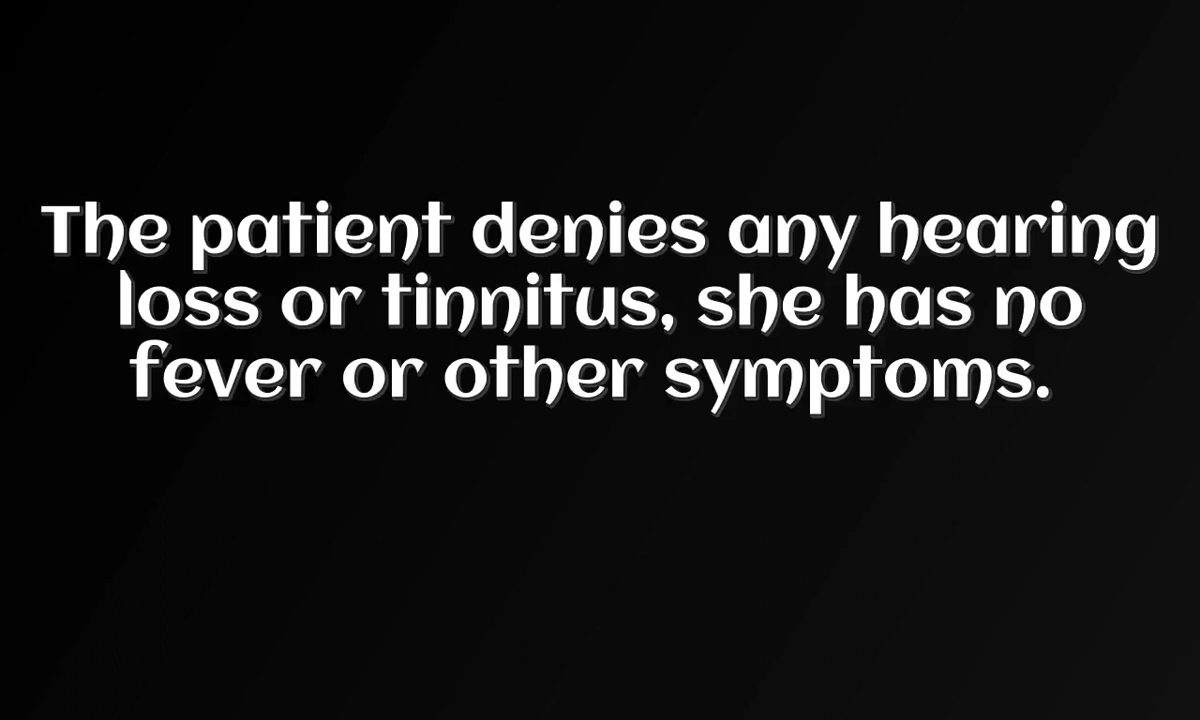 The patient denies any hearing
loss or tinnitus, she has no
fever or other symptoms.